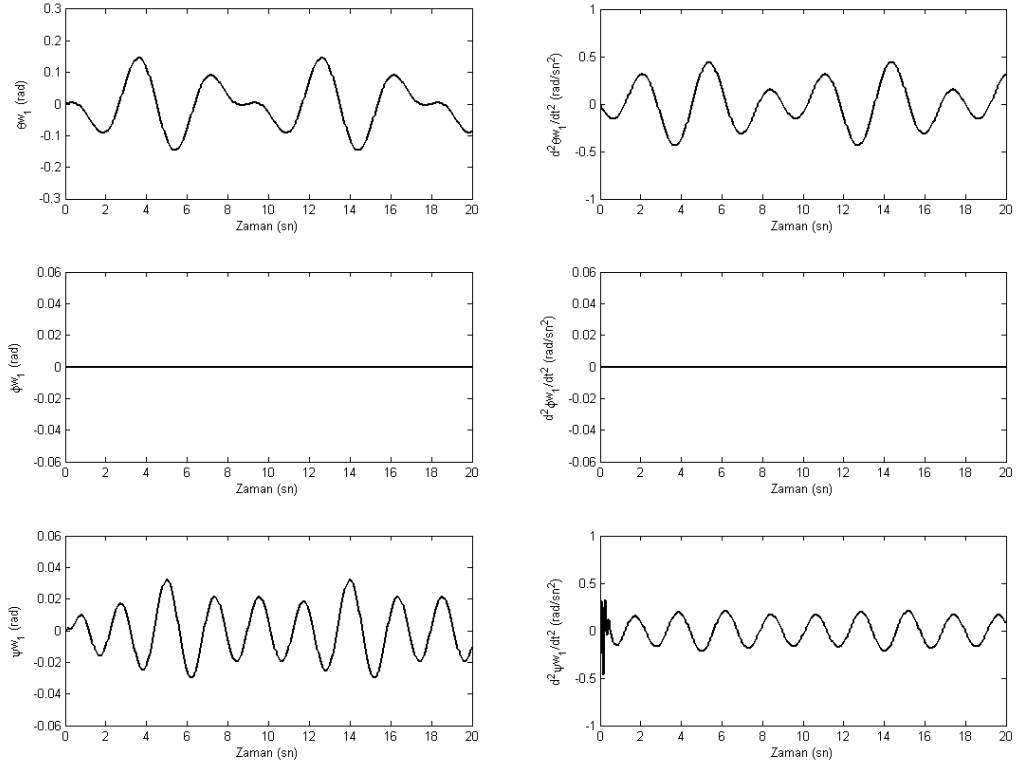 0.3
0.2
0.1
0
-0.1
-0.2
-0.3
θw₁ (rad)
0 2 4 6 8 10 12 14 16 18 20
Zaman (sn)
1
0.5
0
-0.5
-1
d²θw₁/dt² (rad/sn²)
0 2 4 6 8 10 12 14 16 18 20
Zaman (sn)
0.06
0.04
0.02
0
-0.02
-0.04
-0.06
ϕw₁ (rad)
0 2 4 6 8 10 12 14 16 18 20
Zaman (sn)
0.06
0.04
0.02
0
-0.02
-0.04
-0.06
d²ϕw₁/dt² (rad/sn²)
0 2 4 6 8 10 12 14 16 18 20
Zaman (sn)
0.06
0.04
0.02
0
-0.02
-0.04
-0.06
ψw₁ (rad)
0 2 4 6 8 10 12 14 16 18 20
Zaman (sn)
1
0.5
0
-0.5
-1
d²ψw₁/dt² (rad/sn²)
0 2 4 6 8 10 12 14 16 18 20
Zaman (sn)